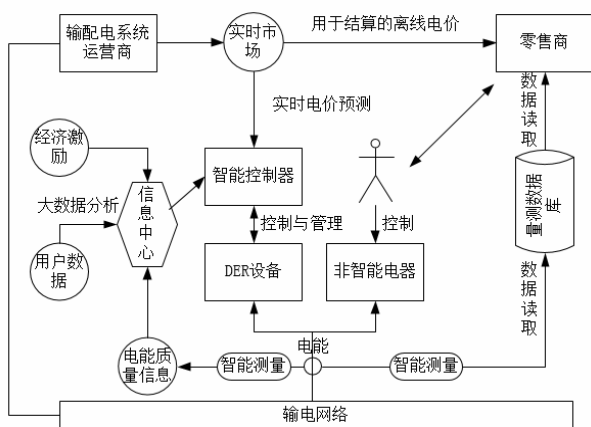 输配电系统
运营商
实时市
场
用于结算的离线电价
零售商
实时电价预测
数据读取
经济激
励
智能控制器
大数据分析
信息中心
量测数据
库
控制与管理
控制
用户数
据
DER设备
非智能电器
数据读取
电能
电能质
量信息
智能测量
智能测量
输电网络